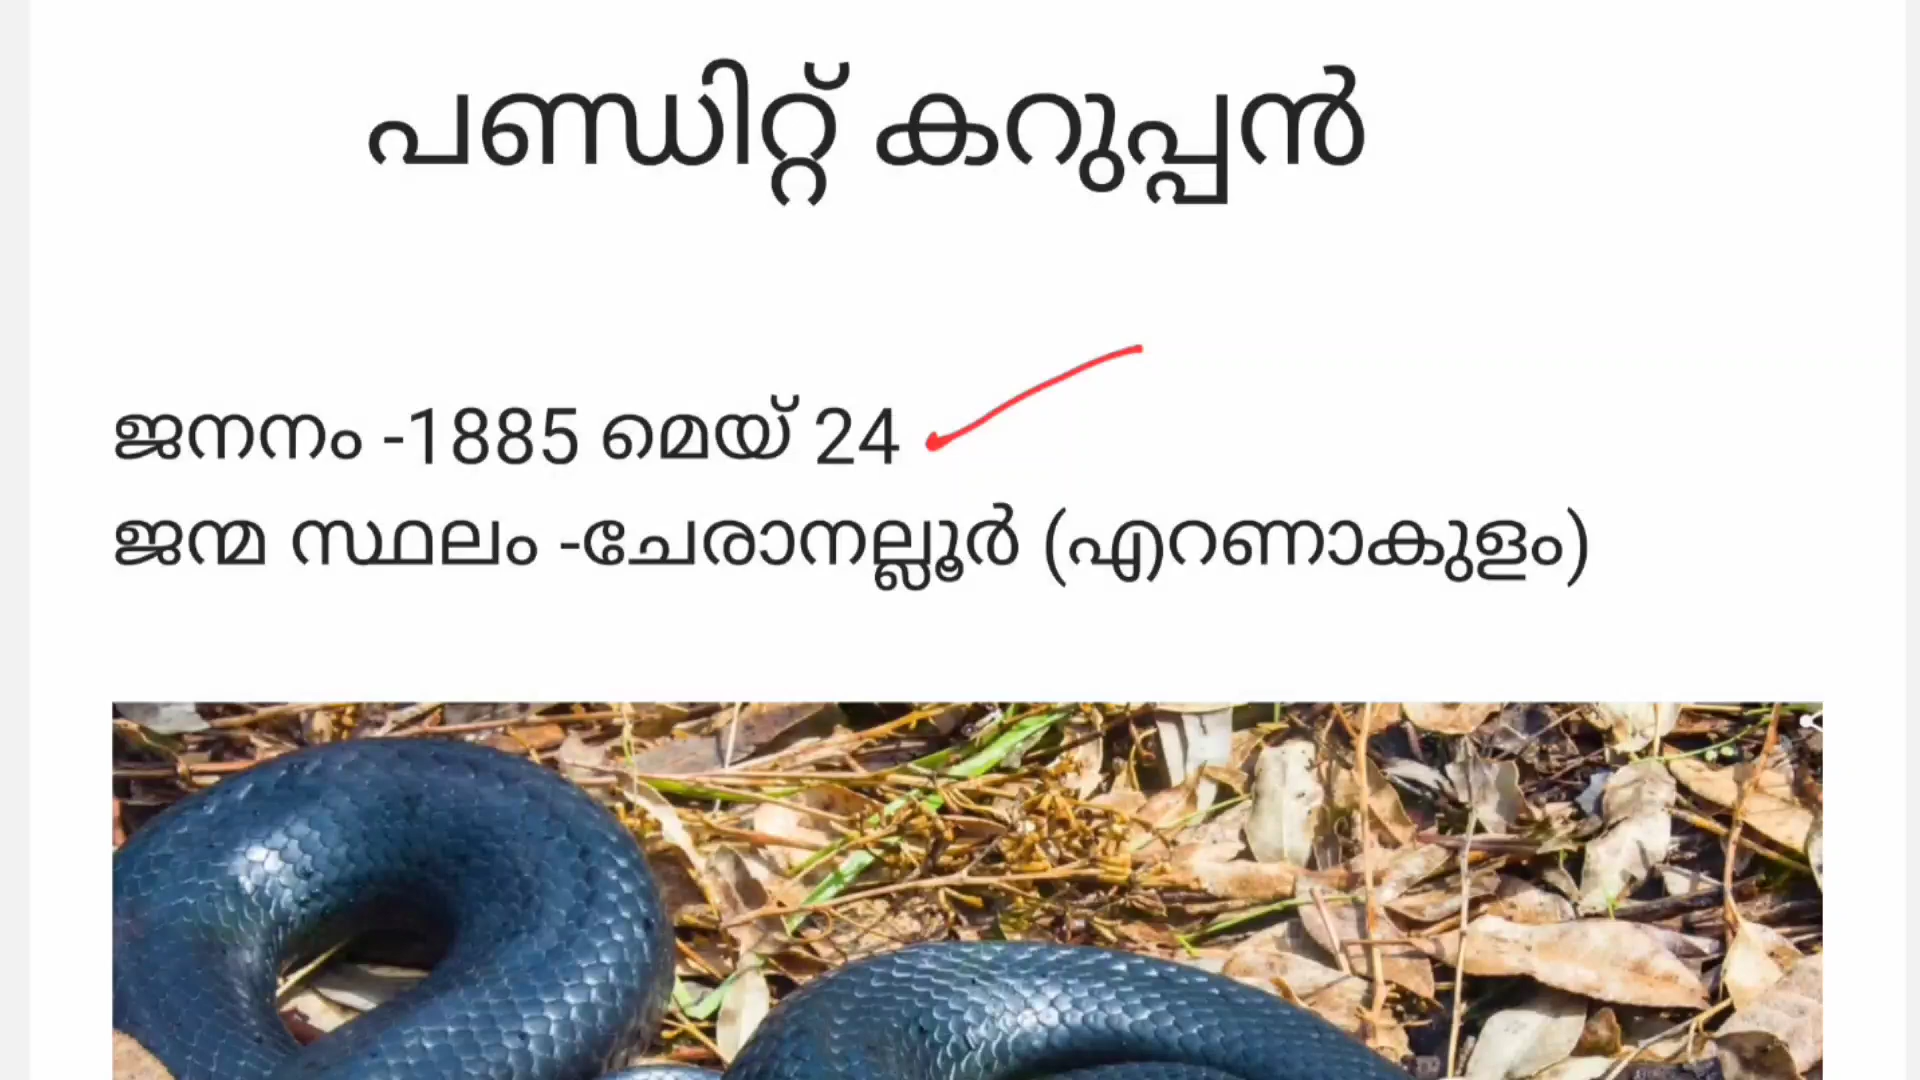 പണ്ഡിറ്റ് കറുപ്പൻ
ജനനം -1885 മെയ് 24
ജന്മ സ്ഥലം -ചേരാനല്ലൂർ (എറണാകുളം)